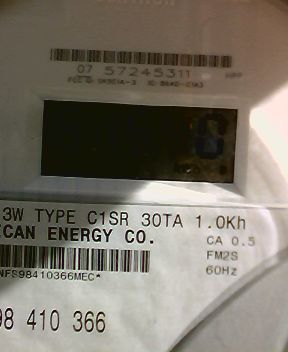 07 57245311
3W TYPE C1SR 30TA 1.0Kh
ICAN ENERGY CO.
CA 0.5
FM2S
NFS98410366MEC*
60Hz
98 410 366